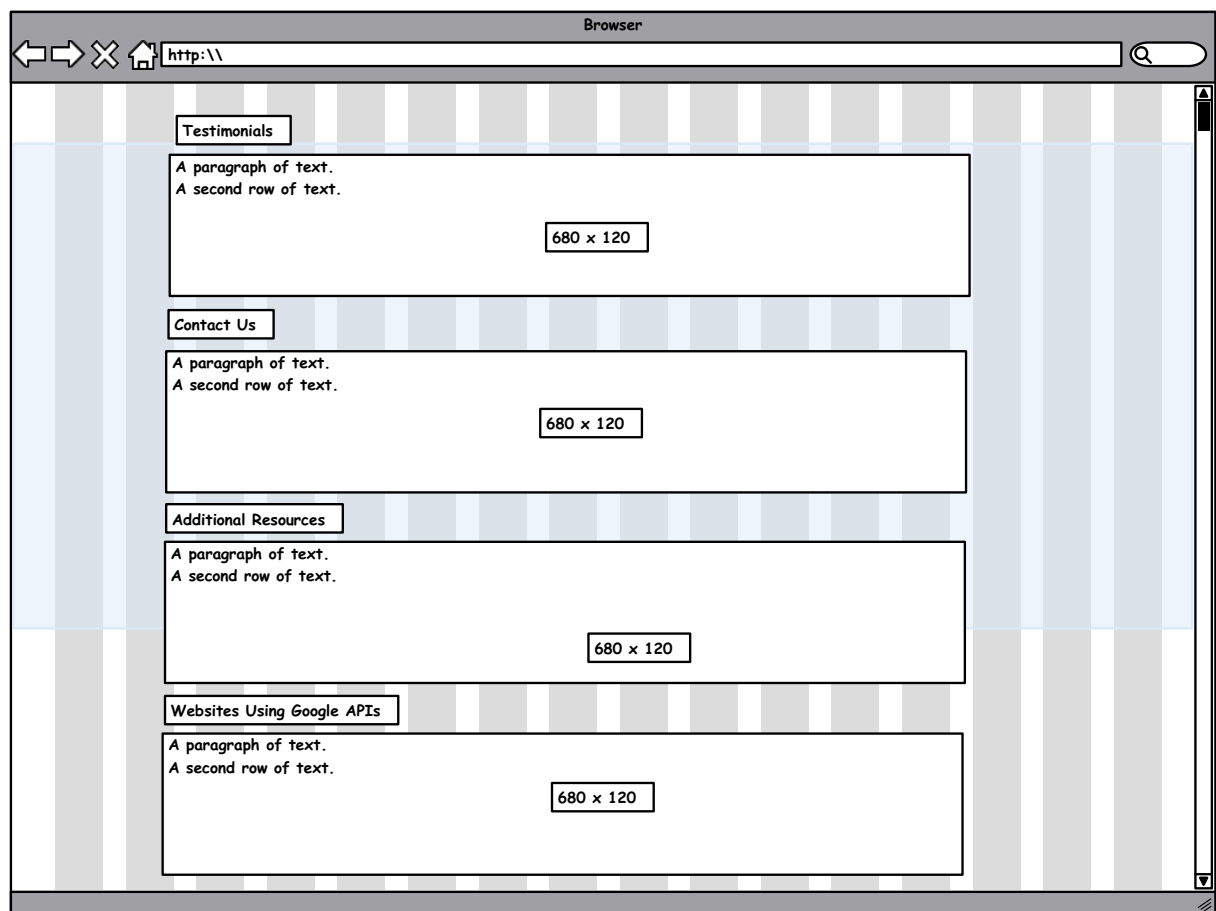 Browser
http:\\
Testimonials
A paragraph of text.
A second row of text.
680 x 120
Contact Us
A paragraph of text.
A second row of text.
680 x 120
Additional Resources
A paragraph of text.
A second row of text.
680 x 120
Websites Using Google APIs
A paragraph of text.
A second row of text.
680 x 120